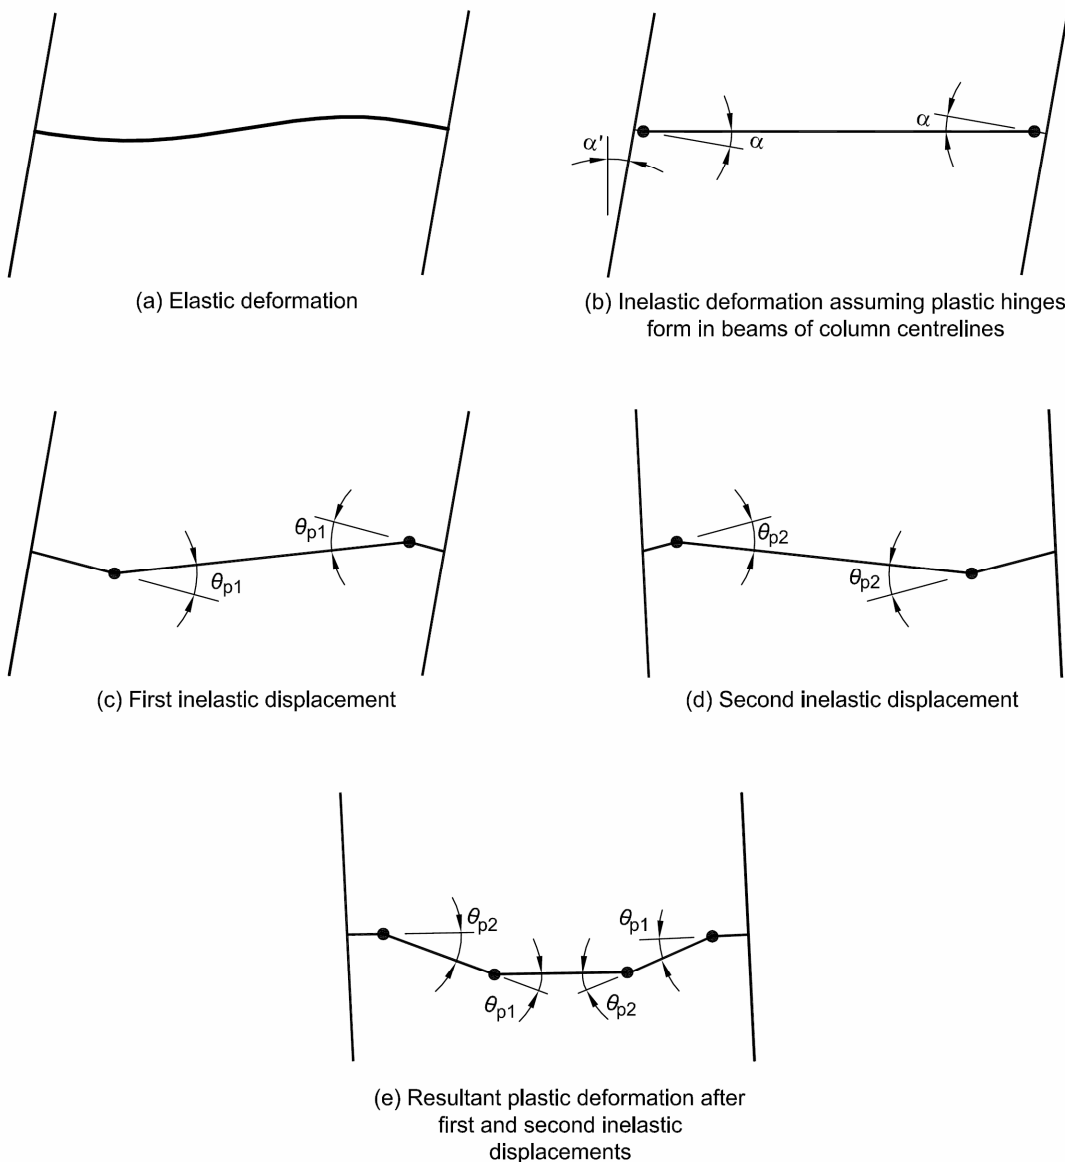 α'
α
α
(a) Elastic deformation
(b) Inelastic deformation assuming plastic hinges
form in beams of column centrelines
θp1
θp1
θp2
θp2
(c) First inelastic displacement
(d) Second inelastic displacement
θp2
θp1
θp1
θp2
(e) Resultant plastic deformation after
first and second inelastic
displacements